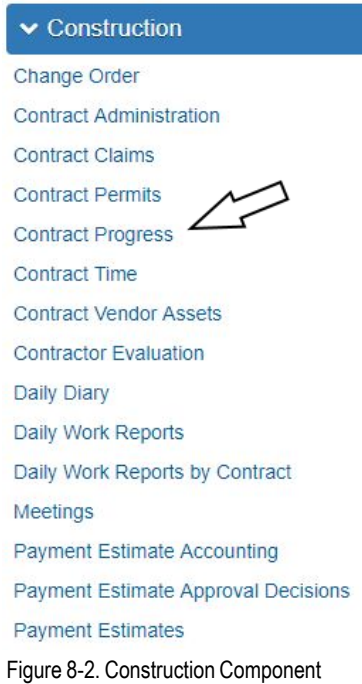 Construction
Change Order
Contract Administration
Contract Claims
Contract Permits
Contract Progress
Contract Time
Contract Vendor Assets
Contractor Evaluation
Daily Diary
Daily Work Reports
Daily Work Reports by Contract
Meetings
Payment Estimate Accounting
Payment Estimate Approval Decisions
Payment Estimates
Figure 8-2. Construction Component